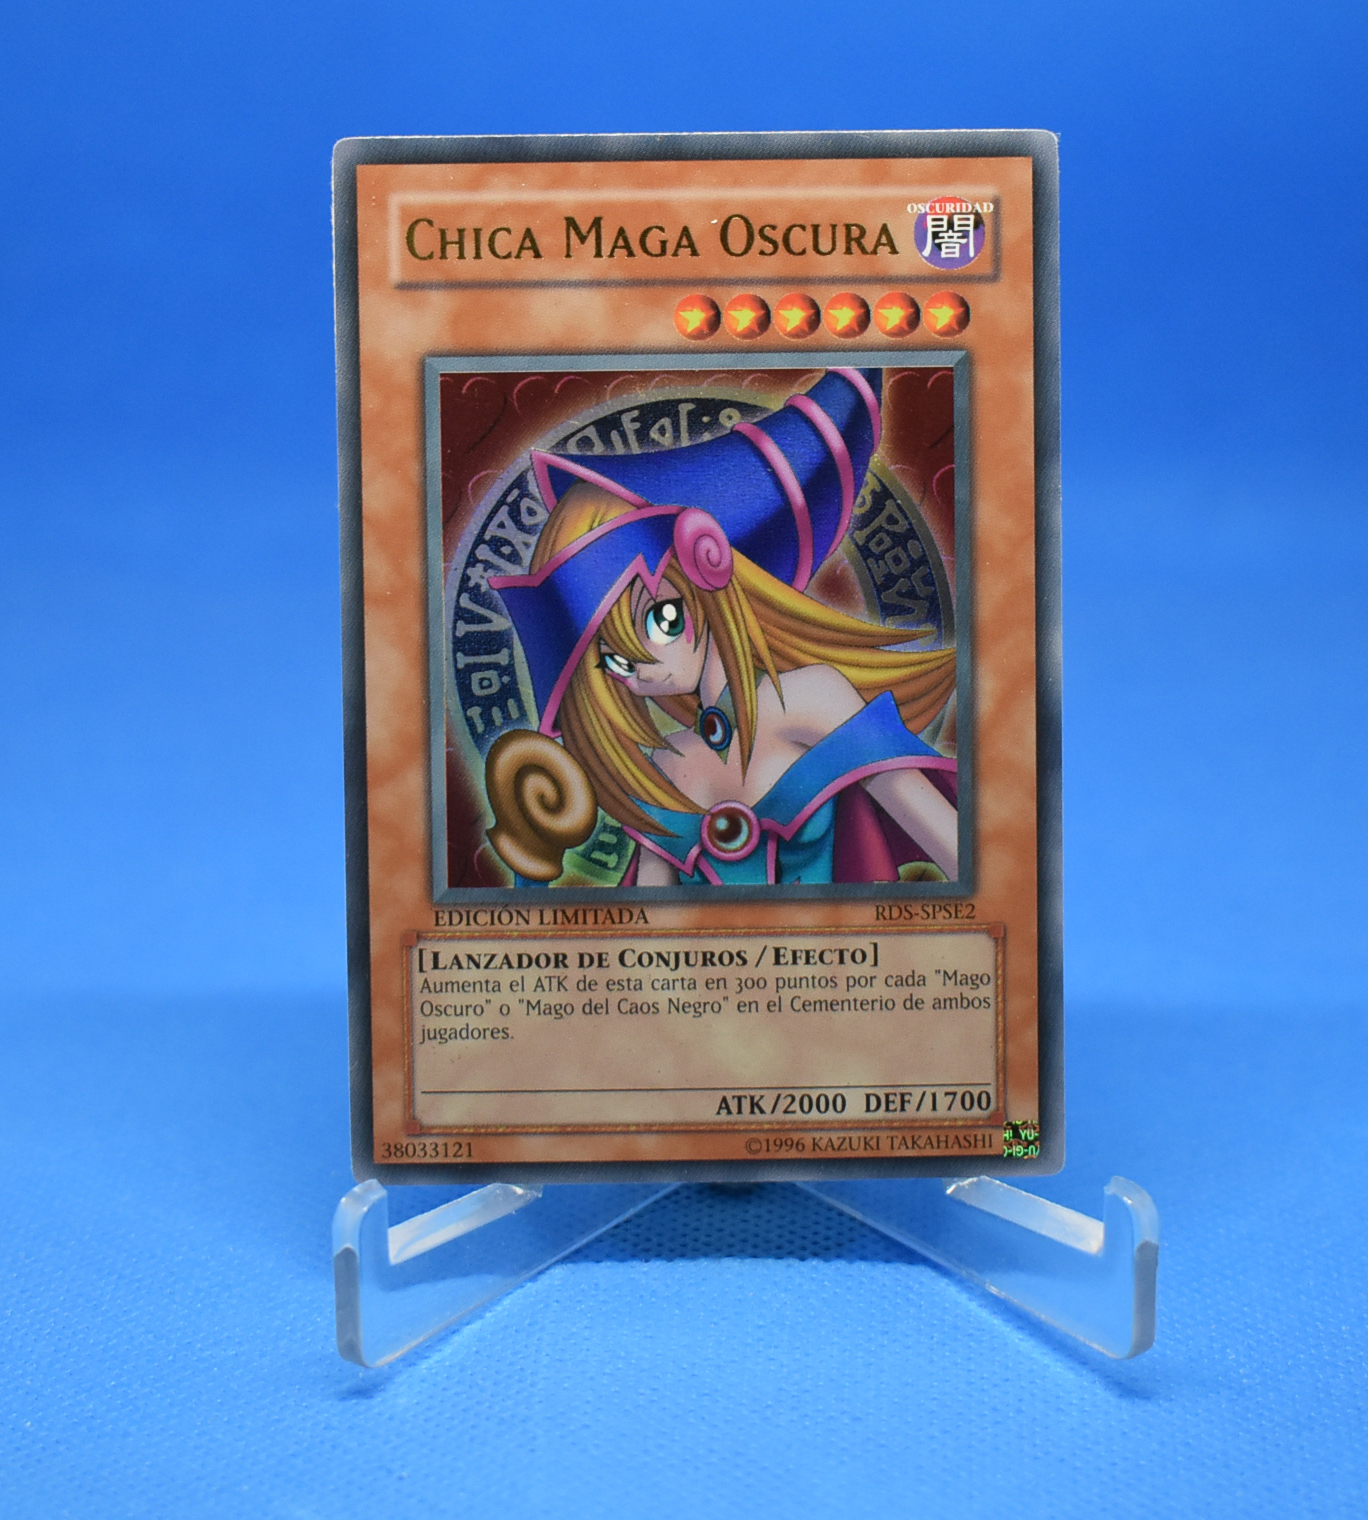 CHICA MAGA OSCURA
OSCURIDAD
闇
EDICIÓN LIMITADA
RDS-SPSE2
[LANZADOR DE CONJUROS / EFECTO]
Aumenta el ATK de esta carta en 300 puntos por cada "Mago
Oscuro" o "Mago del Caos Negro" en el Cementerio de ambos
jugadores.
ATK/2000 DEF/1700
38033121
©1996 KAZUKI TAKAHASHI